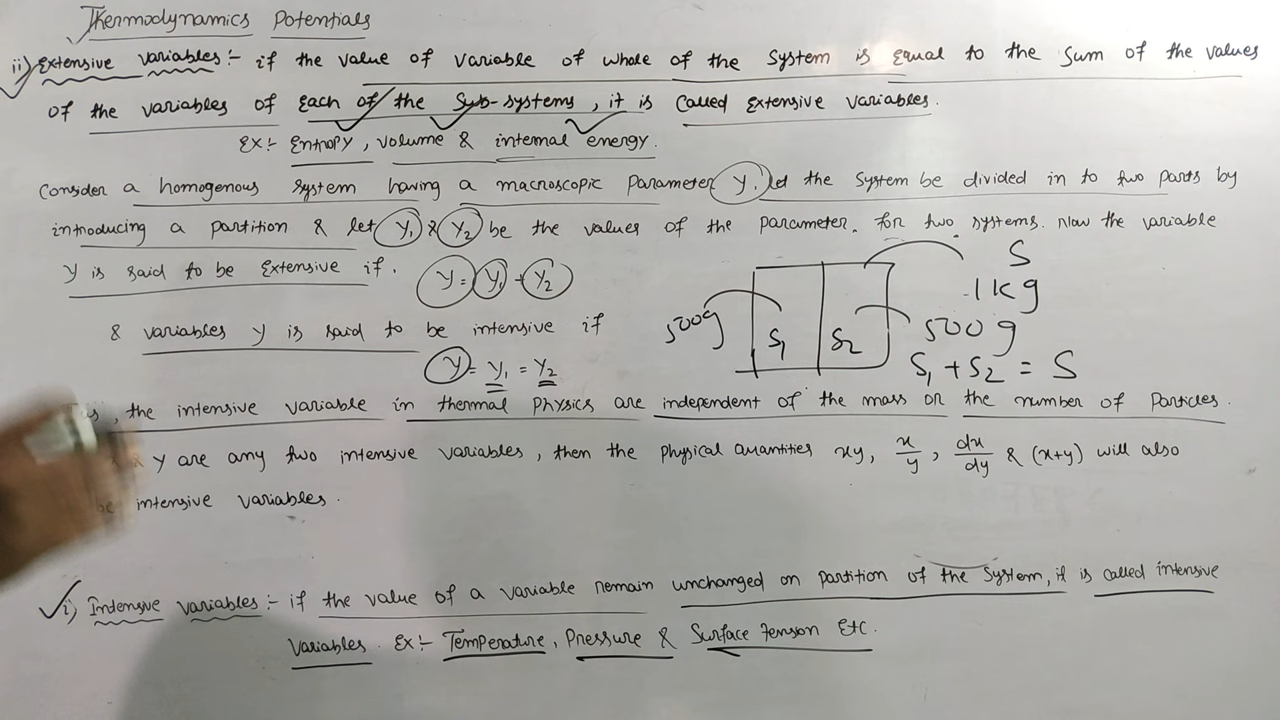 Thermodynamics Potentials
ii) Extensive variables :- if the value of variable of whole of the system is equal to the sum of the values
of the variables of each of the sub-systems, it is called extensive variables.
Ex:- Entropy, volume & internal energy.
Consider a homogenous system having a macroscopic parameter y. let the system be divided in to two parts by
introducing a partition & let y₁ & y₂ be the values of the parameter. for two systems. Now the variable
y is said to be extensive if.
y = y₁ + y₂
S
1 kg
& variables y is said to be intensive if
500g
S₁
S₂
500 g
y = y₁ = y₂
S₁ + S₂ = S
the intensive variable in thermal physics are independent of the mass or the number of particles.
y are any two intensive variables, then the physical quantities xy, x/y, dx/dy & (x+y) will also
be intensive variables.
i) Intensive variables :- if the value of a variable remain unchanged on partition of the system, it is called intensive
variables. Ex:- Temperature, Pressure & Surface tension Etc.